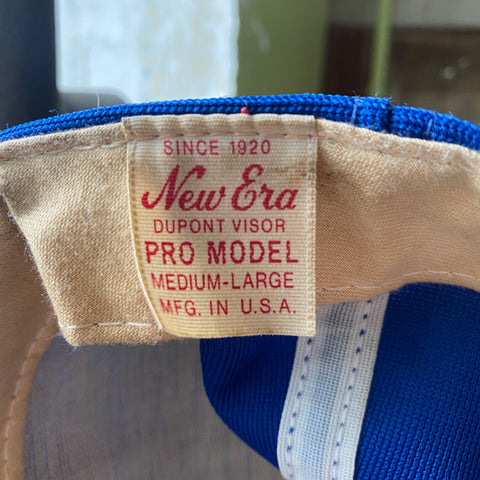 SINCE 1920
New Era
DUPONT VISOR
PRO MODEL
MEDIUM-LARGE
MFG. IN U.S.A.